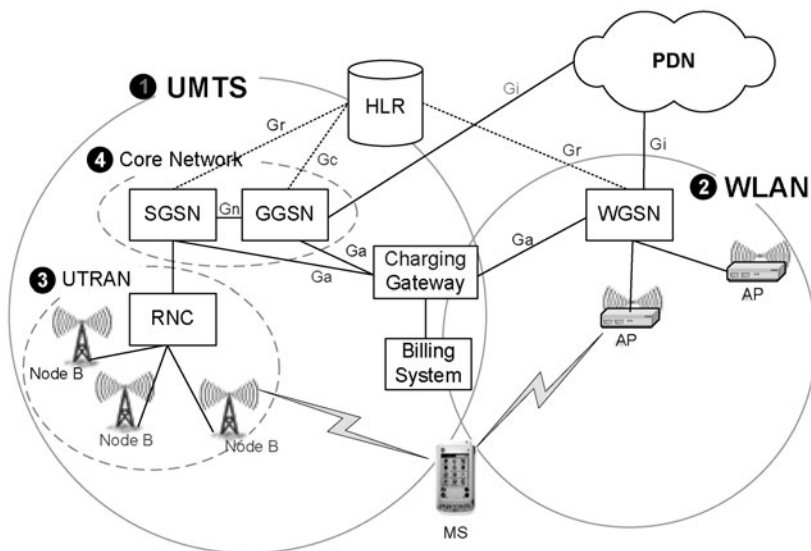 PDN
❶ UMTS
HLR
Gi
Gr
Gc
Gr
Gi
❹ Core Network
❷ WLAN
SGSN
Gn
GGSN
WGSN
Ga
Ga
Ga
Charging
Gateway
❸ UTRAN
AP
RNC
AP
Billing
System
Node B
Node B
Node B
MS